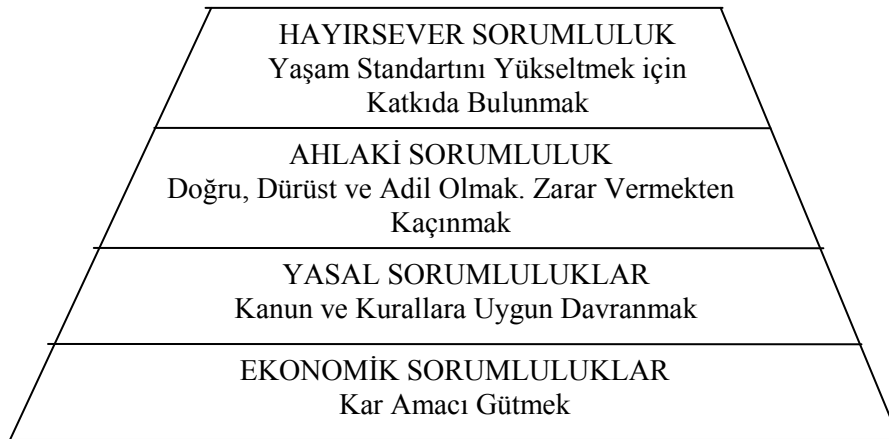 HAYIRSEVER SORUMLULUK
Yaşam Standartını Yükseltmek için
Katkıda Bulunmak
AHLAKİ SORUMLULUK
Doğru, Dürüst ve Adil Olmak. Zarar Vermekten
Kaçınmak
YASAL SORUMLULUKLAR
Kanun ve Kurallara Uygun Davranmak
EKONOMİK SORUMLULUKLAR
Kar Amacı Gütmek